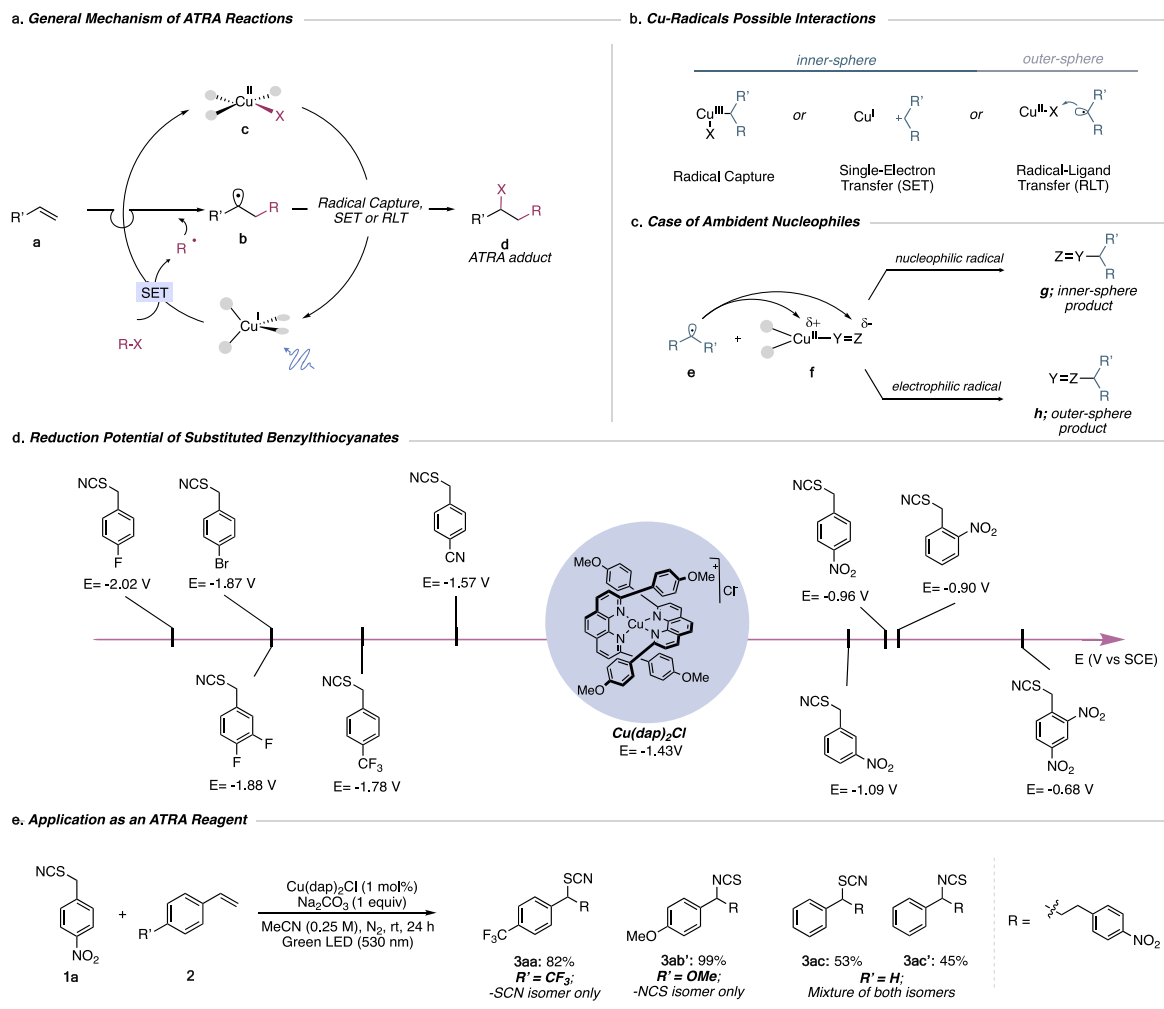 a. General Mechanism of ATRA Reactions
II
Cu
X
c
R'
a
b
R
R •
SET
R-X
Cu
I
Radical Capture,
SET or RLT
X
R'
R
d
ATRA adduct
b. Cu-Radicals Possible Interactions
inner-sphere
outer-sphere
Cu III
X
R'
R
or
Cu I
+
R'
R
or
Cu II–X
R'
R
Radical Capture
Single-Electron
Transfer (SET)
Radical-Ligand
Transfer (RLT)
c. Case of Ambident Nucleophiles
nucleophilic radical
Z=Y
R'
R
g; inner-sphere
product
R
R'
e
+
δ+
δ-
Cu II–Y=Z
f
electrophilic radical
Y=Z
R'
R
h; outer-sphere
product
d. Reduction Potential of Substituted Benzylthiocyanates
NCS
F
E= -2.02 V
NCS
Br
E= -1.87 V
NCS
CN
E= -1.57 V
NCS
F
F
E= -1.88 V
NCS
CF3
E= -1.78 V
MeO
OMe
+
Cl-
N
N
Cu
N
N
MeO
OMe
Cu(dap)2Cl
E= -1.43V
NCS
NO2
E= -0.96 V
NCS
NO2
E= -0.90 V
E (V vs SCE)
NCS
NO2
E= -1.09 V
NCS
NO2
NO2
E= -0.68 V
e. Application as an ATRA Reagent
NCS
NO2
1a
+
R'
2
Cu(dap)2Cl (1 mol%)
Na2CO3 (1 equiv)
MeCN (0.25 M), N2, rt, 24 h
Green LED (530 nm)
SCN
R
F3C
3aa: 82%
R' = CF3;
-SCN isomer only
NCS
R
MeO
3ab': 99%
R' = OMe;
-NCS isomer only
SCN
R
3ac: 53%
NCS
R
3ac': 45%
R' = H;
Mixture of both isomers
R =
NO2